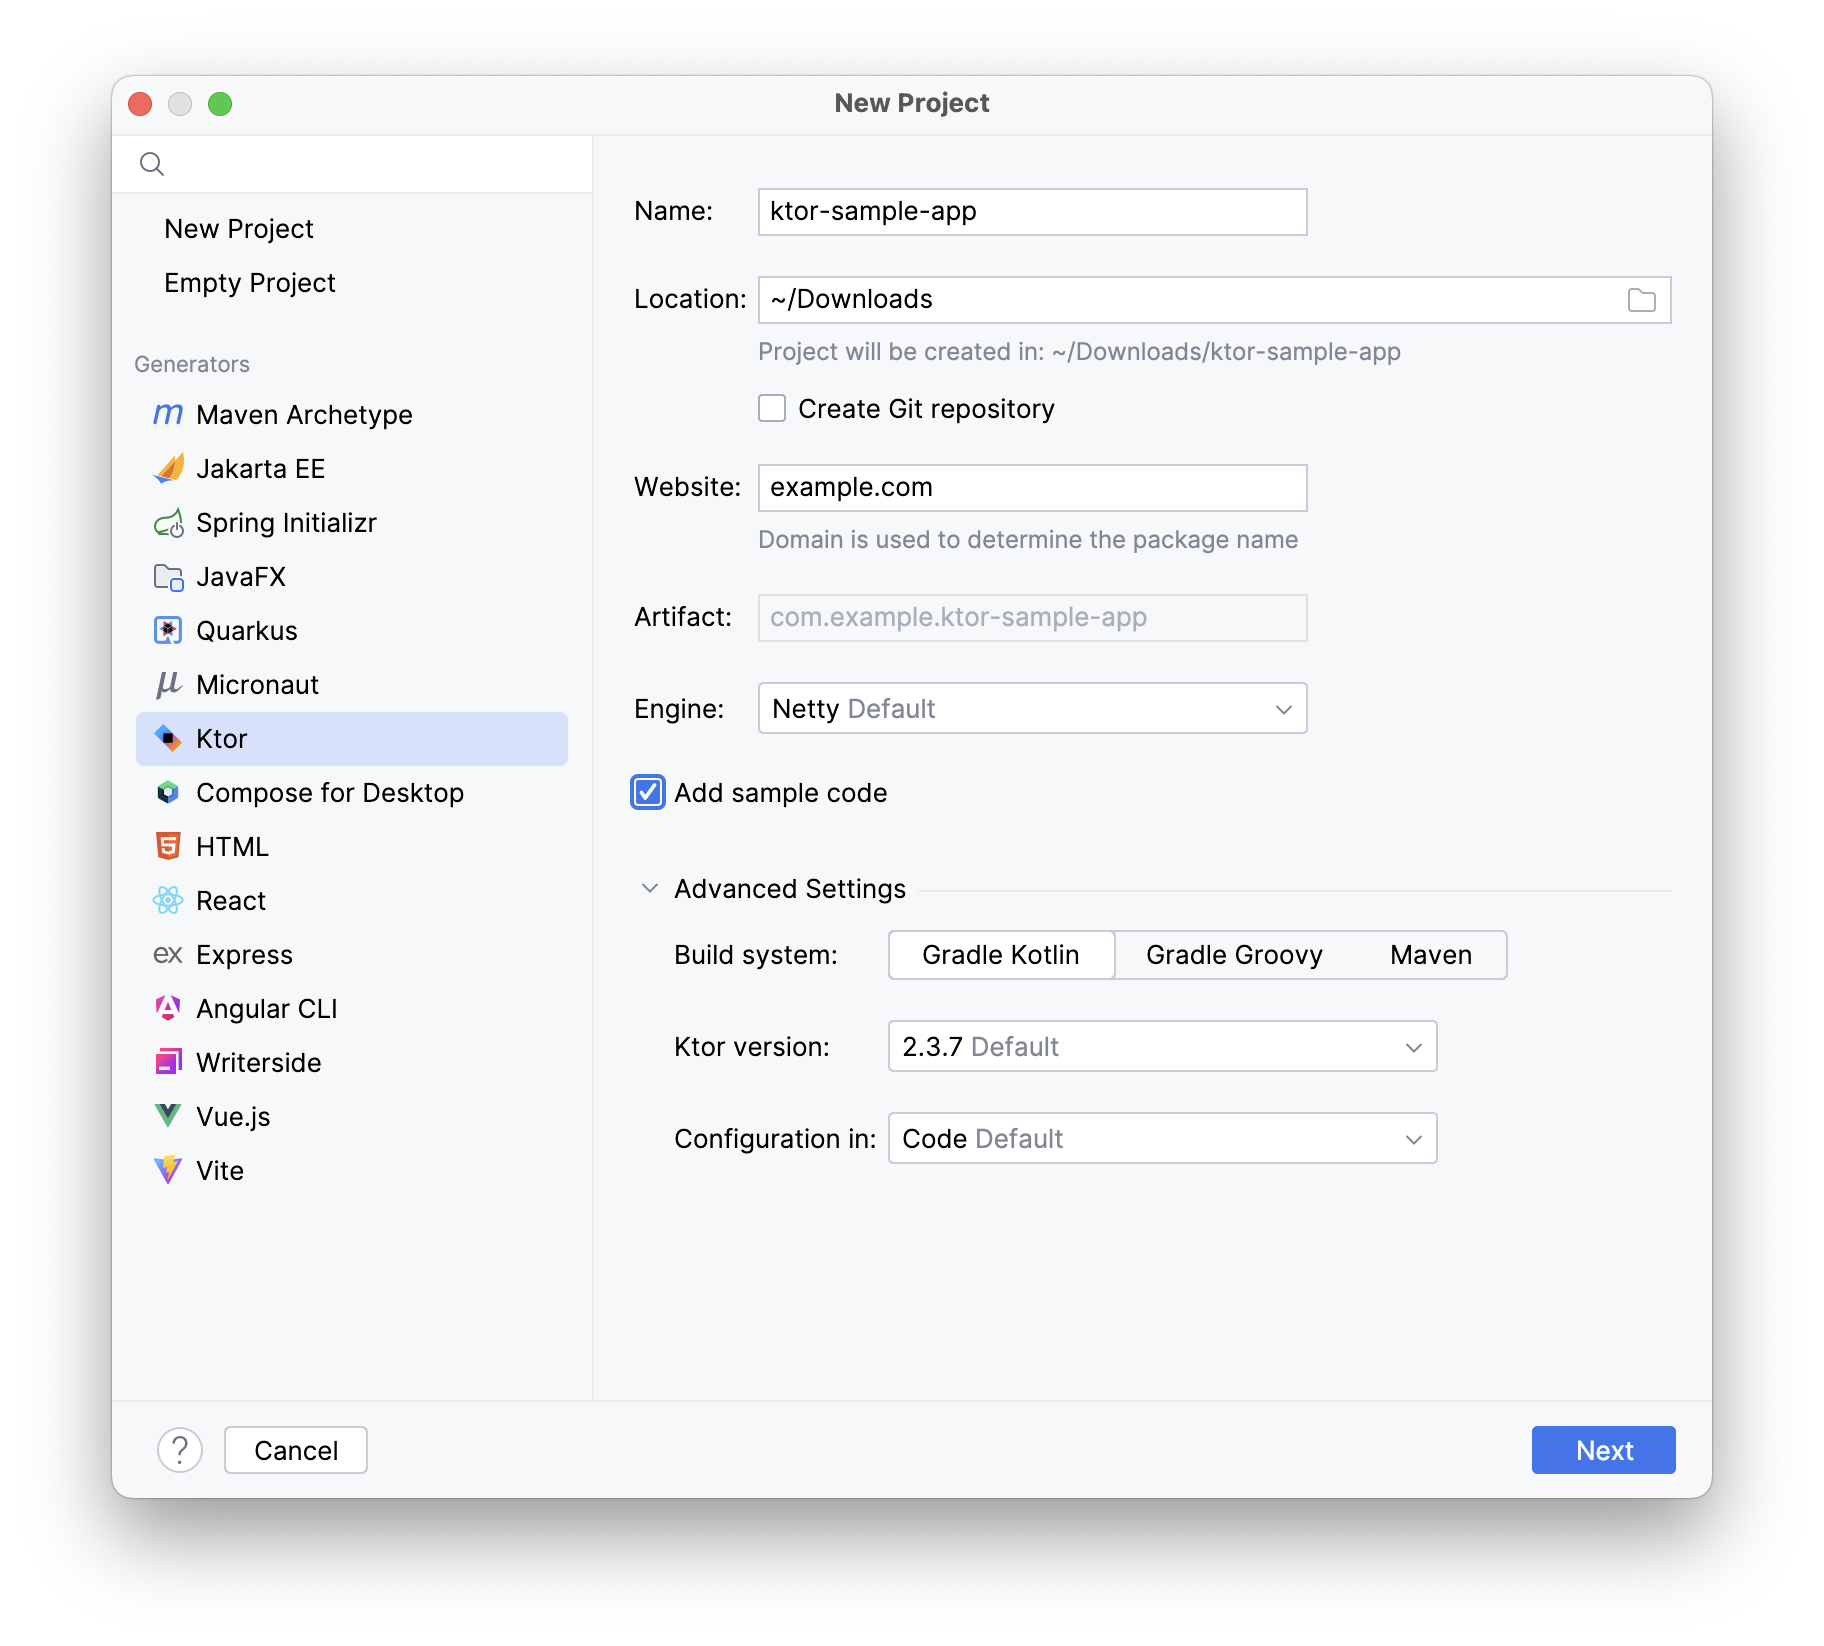 New Project
New Project
Empty Project
Generators
m Maven Archetype
Jakarta EE
Spring Initializr
JavaFX
Quarkus
μ Micronaut
Ktor
Compose for Desktop
5 HTML
React
ex Express
Angular CLI
Writerside
Vue.js
Vite
Name: ktor-sample-app
Location: ~/Downloads
Project will be created in: ~/Downloads/ktor-sample-app
Create Git repository
Website: example.com
Domain is used to determine the package name
Artifact: com.example.ktor-sample-app
Engine: Netty Default
Add sample code
Advanced Settings
Build system: Gradle Kotlin Gradle Groovy Maven
Ktor version: 2.3.7 Default
Configuration in: Code Default
? Cancel Next